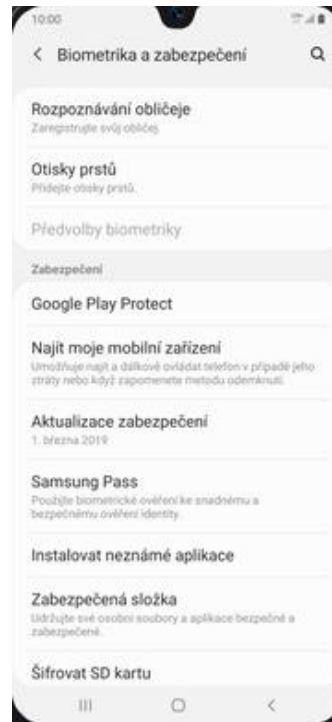 10:00
Biometrika a zabezpečení
Rozpoznávání obličeje
Zaregistrujte svůj obličej.
Otisky prstů
Přidejte otisky prstů.
Předvolby biometriky
Zabezpečení
Google Play Protect
Najít moje mobilní zařízení
Umožňuje najít a dálkově ovládat telefon v případě jeho
ztráty nebo když zapomenete metodu odemknutí.
Aktualizace zabezpečení
1. března 2019
Samsung Pass
Použijte biometrické ověření ke snadnému a
bezpečnému ověření identity.
Instalovat neznámé aplikace
Zabezpečená složka
Udržujte své osobní soubory a aplikace bezpečné a
zabezpečené.
Šifrovat SD kartu